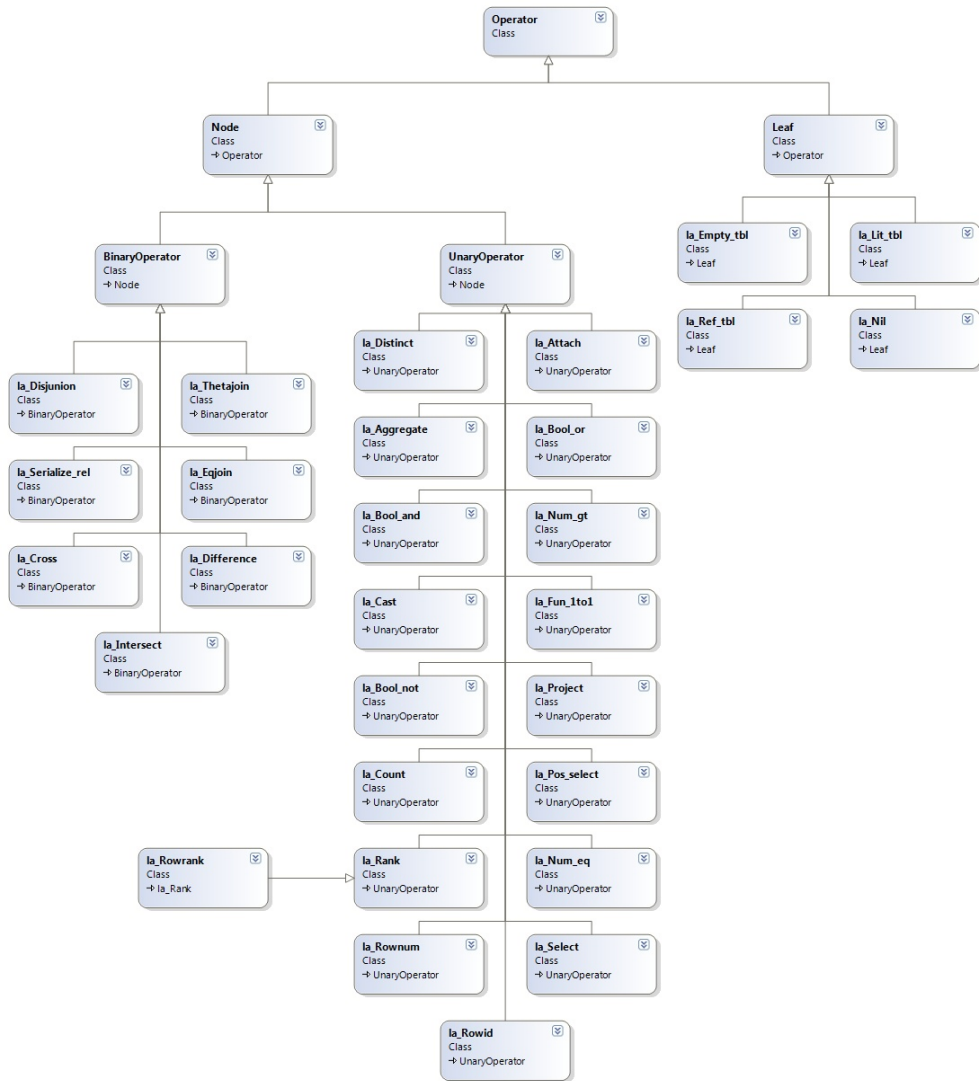 Operator
Class
Node
Class
Operator
Leaf
Class
Operator
BinaryOperator
Class
Node
UnaryOperator
Class
Node
la_Empty_tbl
Class
Leaf
la_Lit_tbl
Class
Leaf
la_Ref_tbl
Class
Leaf
la_Nil
Class
Leaf
la_Disjunion
Class
BinaryOperator
la_Thetajoin
Class
BinaryOperator
la_Serialize_rel
Class
BinaryOperator
la_Eqjoin
Class
BinaryOperator
la_Cross
Class
BinaryOperator
la_Difference
Class
BinaryOperator
la_Intersect
Class
BinaryOperator
la_Distinct
Class
UnaryOperator
la_Attach
Class
UnaryOperator
la_Aggregate
Class
UnaryOperator
la_Bool_or
Class
UnaryOperator
la_Bool_and
Class
UnaryOperator
la_Num_gt
Class
UnaryOperator
la_Cast
Class
UnaryOperator
la_Fun_1to1
Class
UnaryOperator
la_Bool_not
Class
UnaryOperator
la_Project
Class
UnaryOperator
la_Count
Class
UnaryOperator
la_Pos_select
Class
UnaryOperator
la_Rowrank
Class
la_Rank
la_Rank
Class
UnaryOperator
la_Num_eq
Class
UnaryOperator
la_Rownum
Class
UnaryOperator
la_Select
Class
UnaryOperator
la_Rowid
Class
UnaryOperator